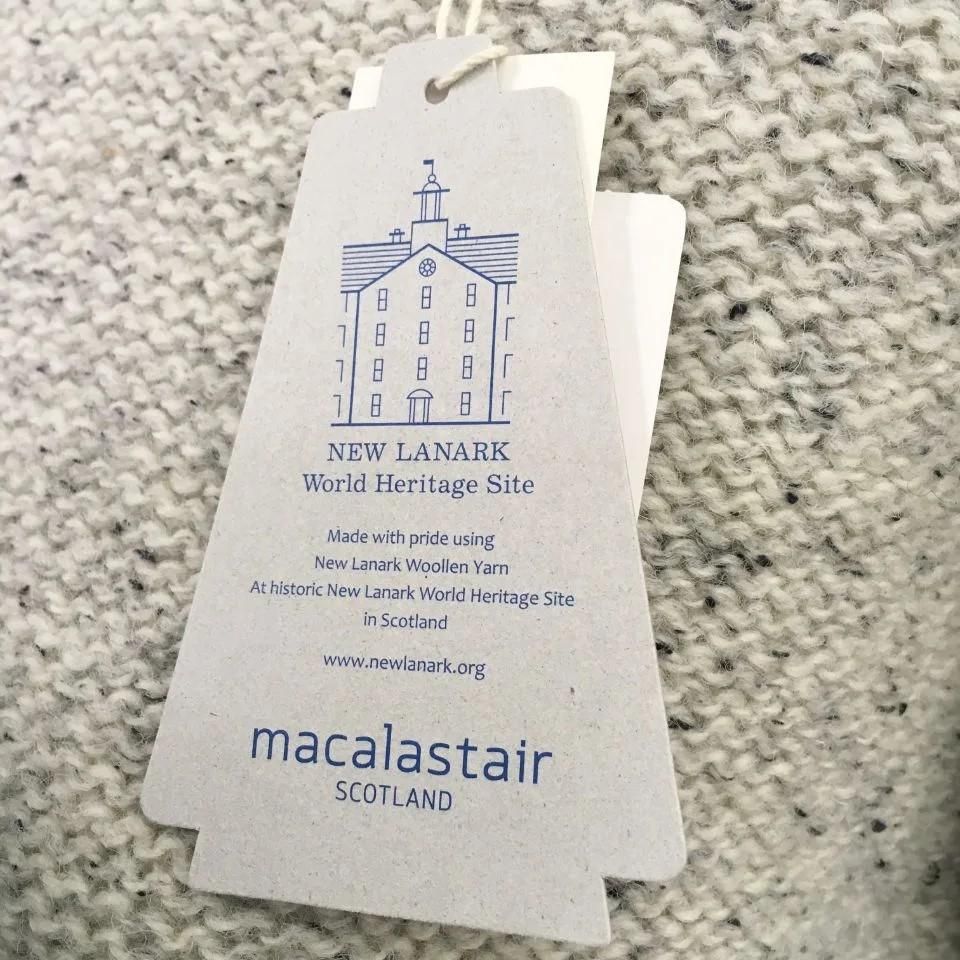 NEW LANARK
World Heritage Site
Made with pride using
New Lanark Woollen Yarn
At historic New Lanark World Heritage Site
in Scotland
www.newlanark.org
macalastair
SCOTLAND